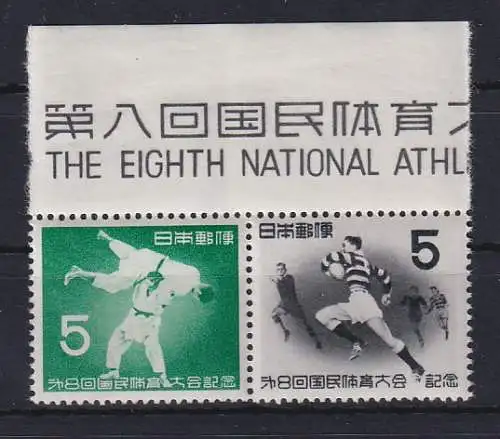 第八回国民体育
THE EIGHTH NATIONAL ATHL
日本郵便
5
オ8回国民体育大会記念
日本郵便
5
オ8回国民体育大会 記念